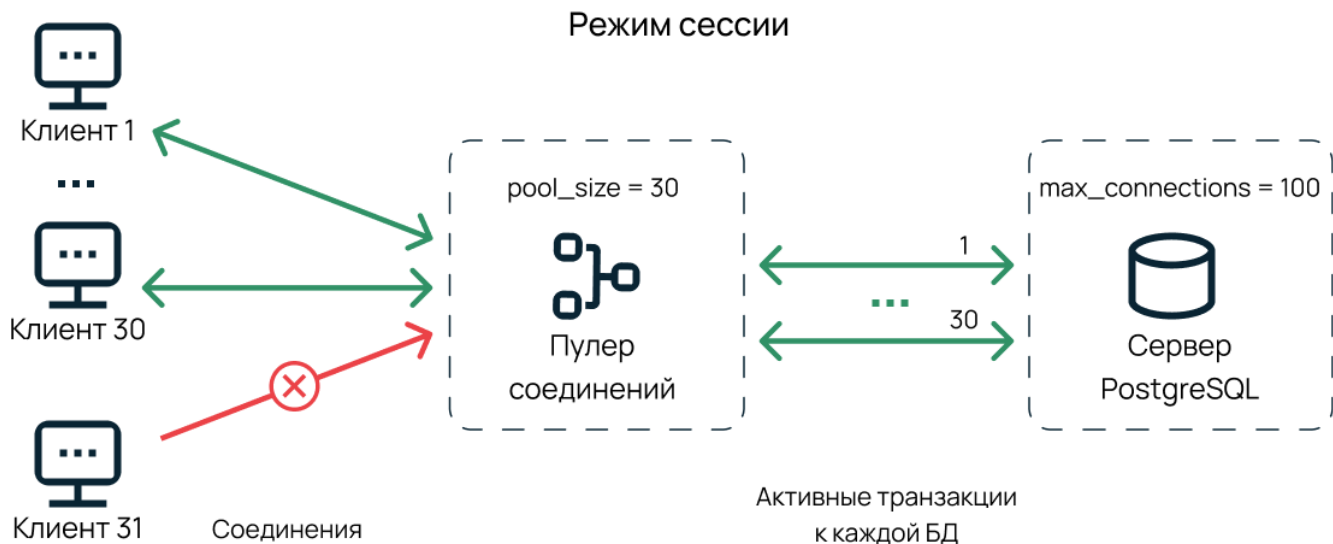 Режим сессии
Клиент 1
...
Клиент 30
Клиент 31
Соединения
pool_size = 30
Пулер
соединений
1
...
30
Активные транзакции
к каждой БД
max_connections = 100
Сервер
PostgreSQL